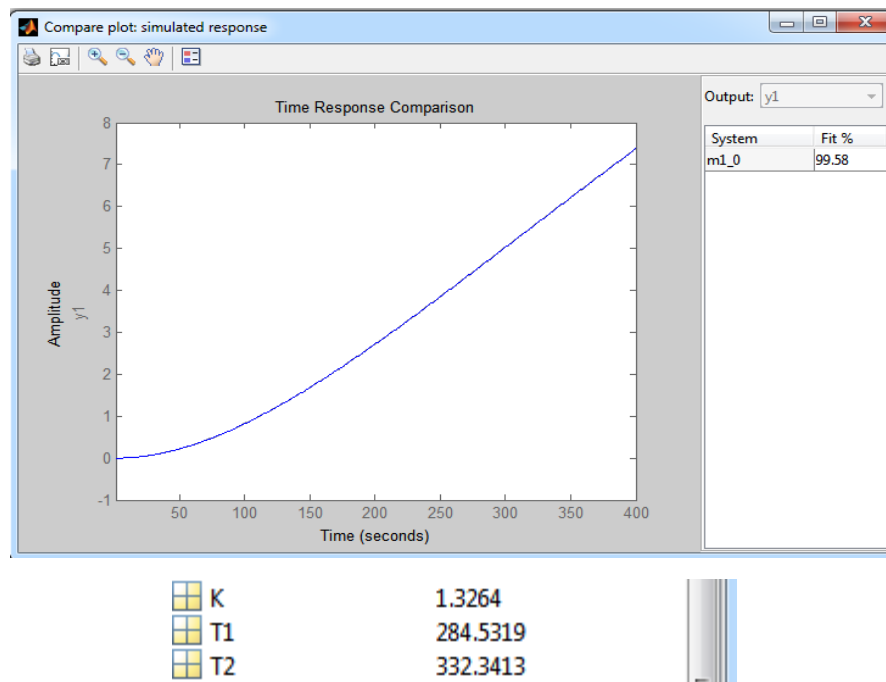 Compare plot: simulated response
Time Response Comparison
Output: y1
System Fit %
m1_0 99.58
Amplitude
y1
8
7
6
5
4
3
2
1
0
-1
50 100 150 200 250 300 350 400
Time (seconds)
K 1.3264
T1 284.5319
T2 332.3413